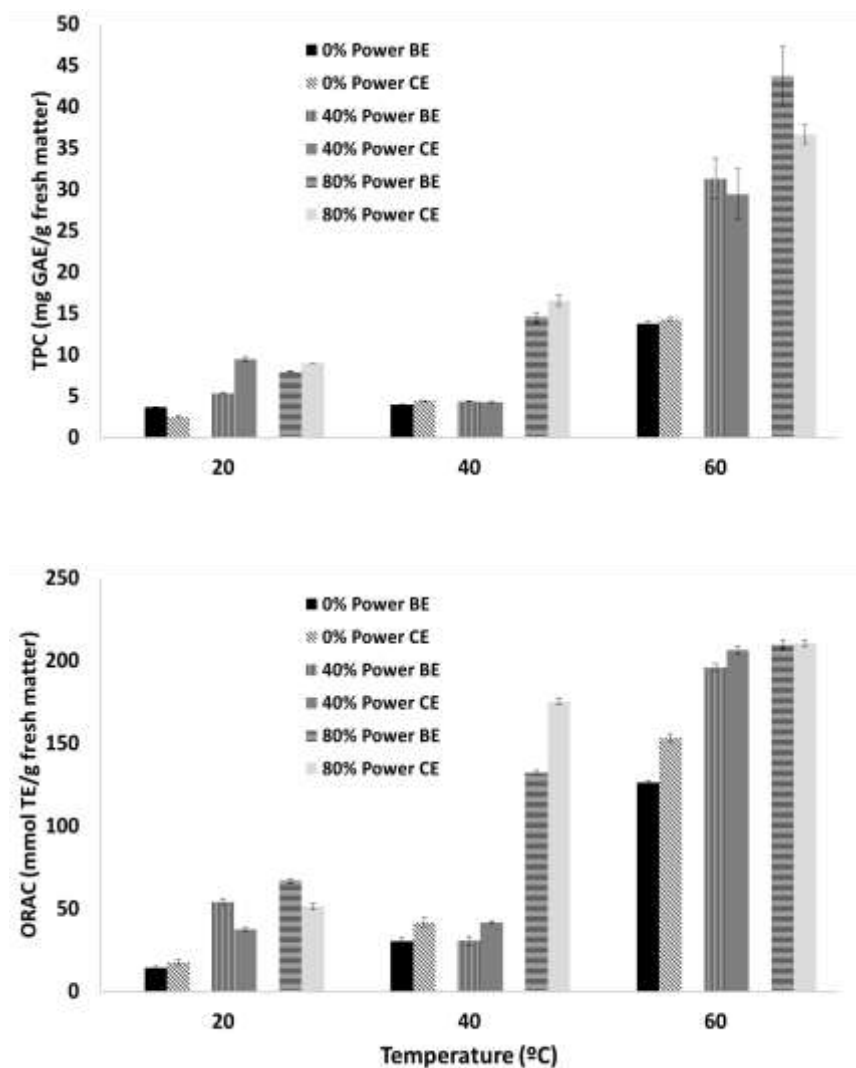 50
45
40
35
30
25
20
15
10
5
0
TPC (mg GAE/g fresh matter)
0% Power BE
0% Power CE
40% Power BE
40% Power CE
80% Power BE
80% Power CE
20 40 60
250
200
150
100
50
0
ORAC (mmol TE/g fresh matter)
0% Power BE
0% Power CE
40% Power BE
40% Power CE
80% Power BE
80% Power CE
20 40 60
Temperature (ºC)